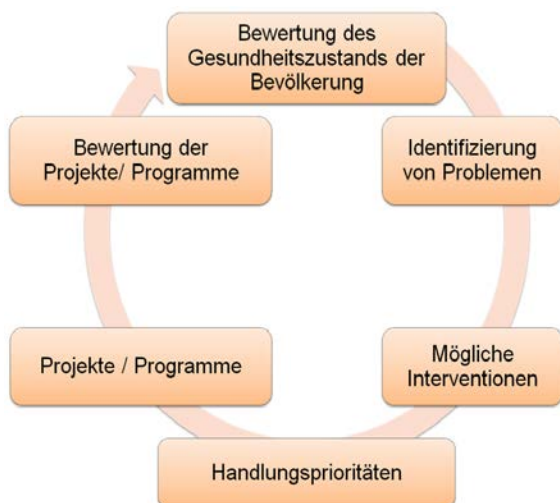 Bewertung des
Gesundheitszustands der
Bevölkerung
Identifizierung
von Problemen
Mögliche
Interventionen
Handlungsprioritäten
Projekte / Programme
Bewertung der
Projekte/ Programme